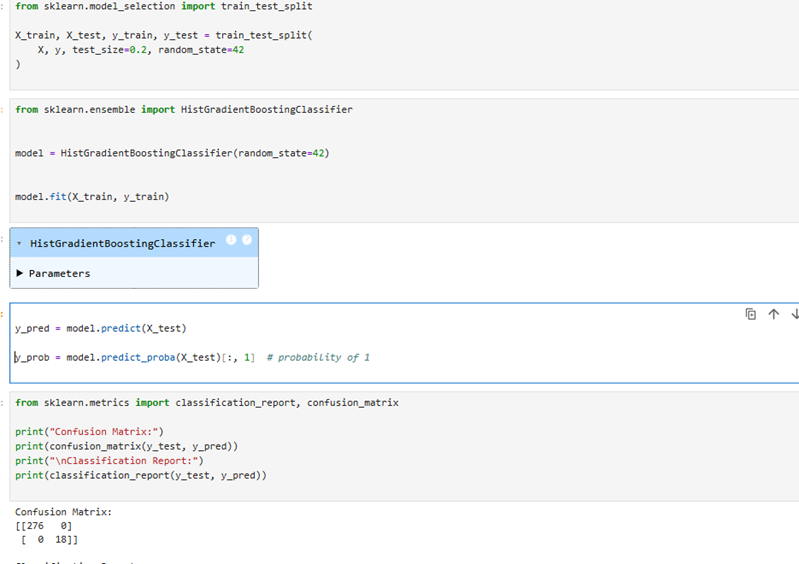 from sklearn.model_selection import train_test_split
X_train, X_test, y_train, y_test = train_test_split(
    X, y, test_size=0.2, random_state=42
)
from sklearn.ensemble import HistGradientBoostingClassifier
model = HistGradientBoostingClassifier(random_state=42)
model.fit(X_train, y_train)
HistGradientBoostingClassifier
Parameters
y_pred = model.predict(X_test)
y_prob = model.predict_proba(X_test)[:, 1]  # probability of 1
from sklearn.metrics import classification_report, confusion_matrix
print("Confusion Matrix:")
print(confusion_matrix(y_test, y_pred))
print("\nClassification Report:")
print(classification_report(y_test, y_pred))
Confusion Matrix:
[[276   0]
 [  0  18]]